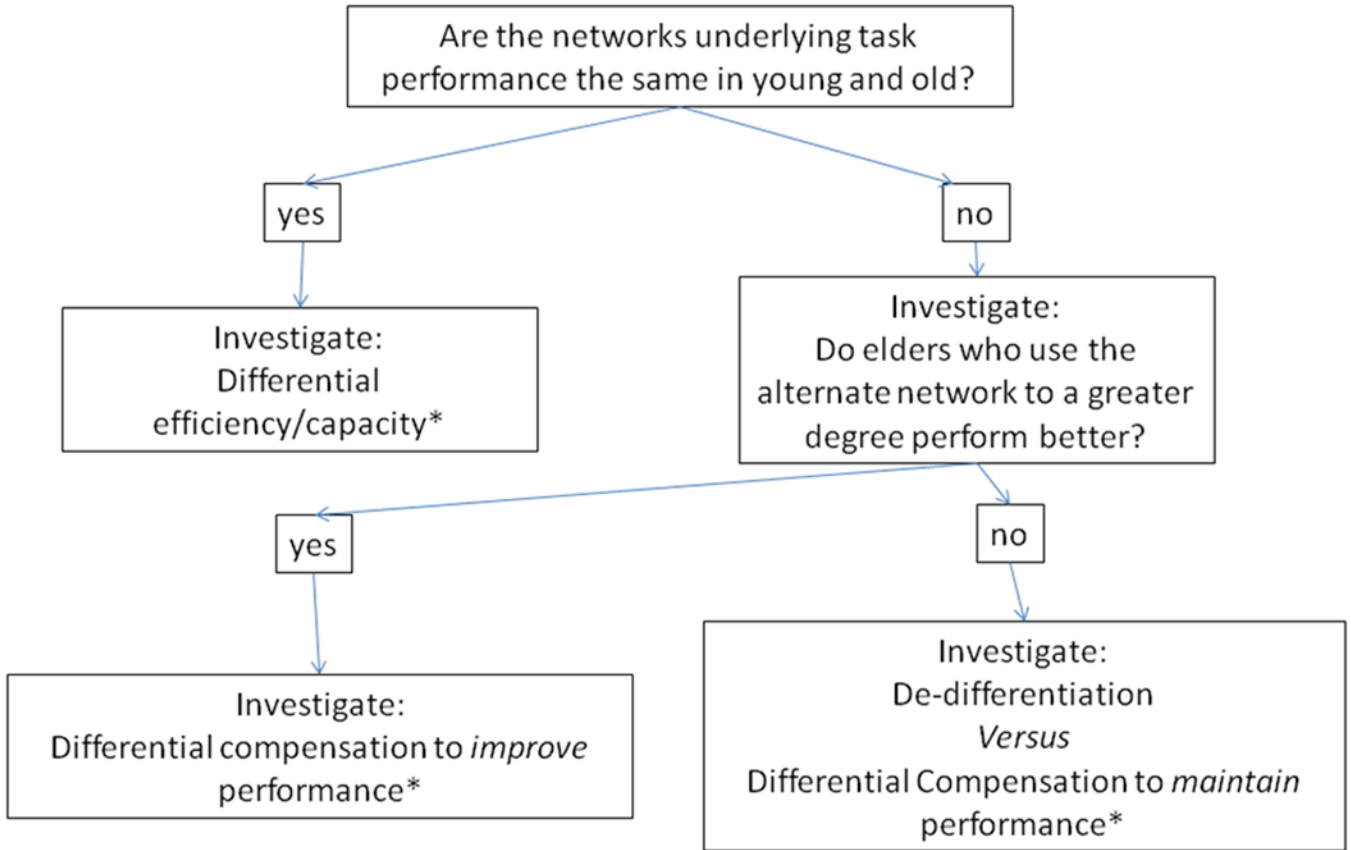 Are the networks underlying task
performance the same in young and old?
yes
no
Investigate:
Differential
efficiency/capacity*
Investigate:
Do elders who use the
alternate network to a greater
degree perform better?
yes
no
Investigate:
Differential compensation to improve
performance*
Investigate:
De-differentiation
Versus
Differential Compensation to maintain
performance*